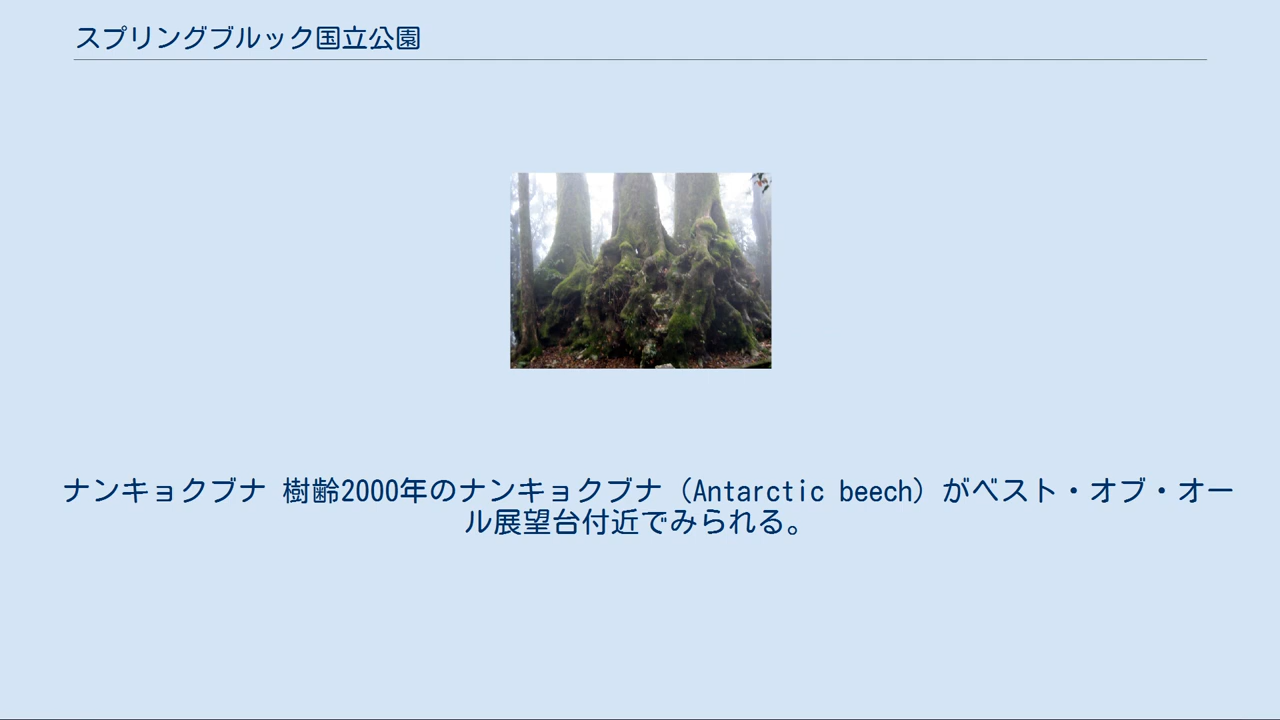 スプリングブルック国立公園
ナンキョクブナ 樹齢2000年のナンキョクブナ（Antarctic beech）がベスト・オブ・オー
ル展望台付近でみられる。